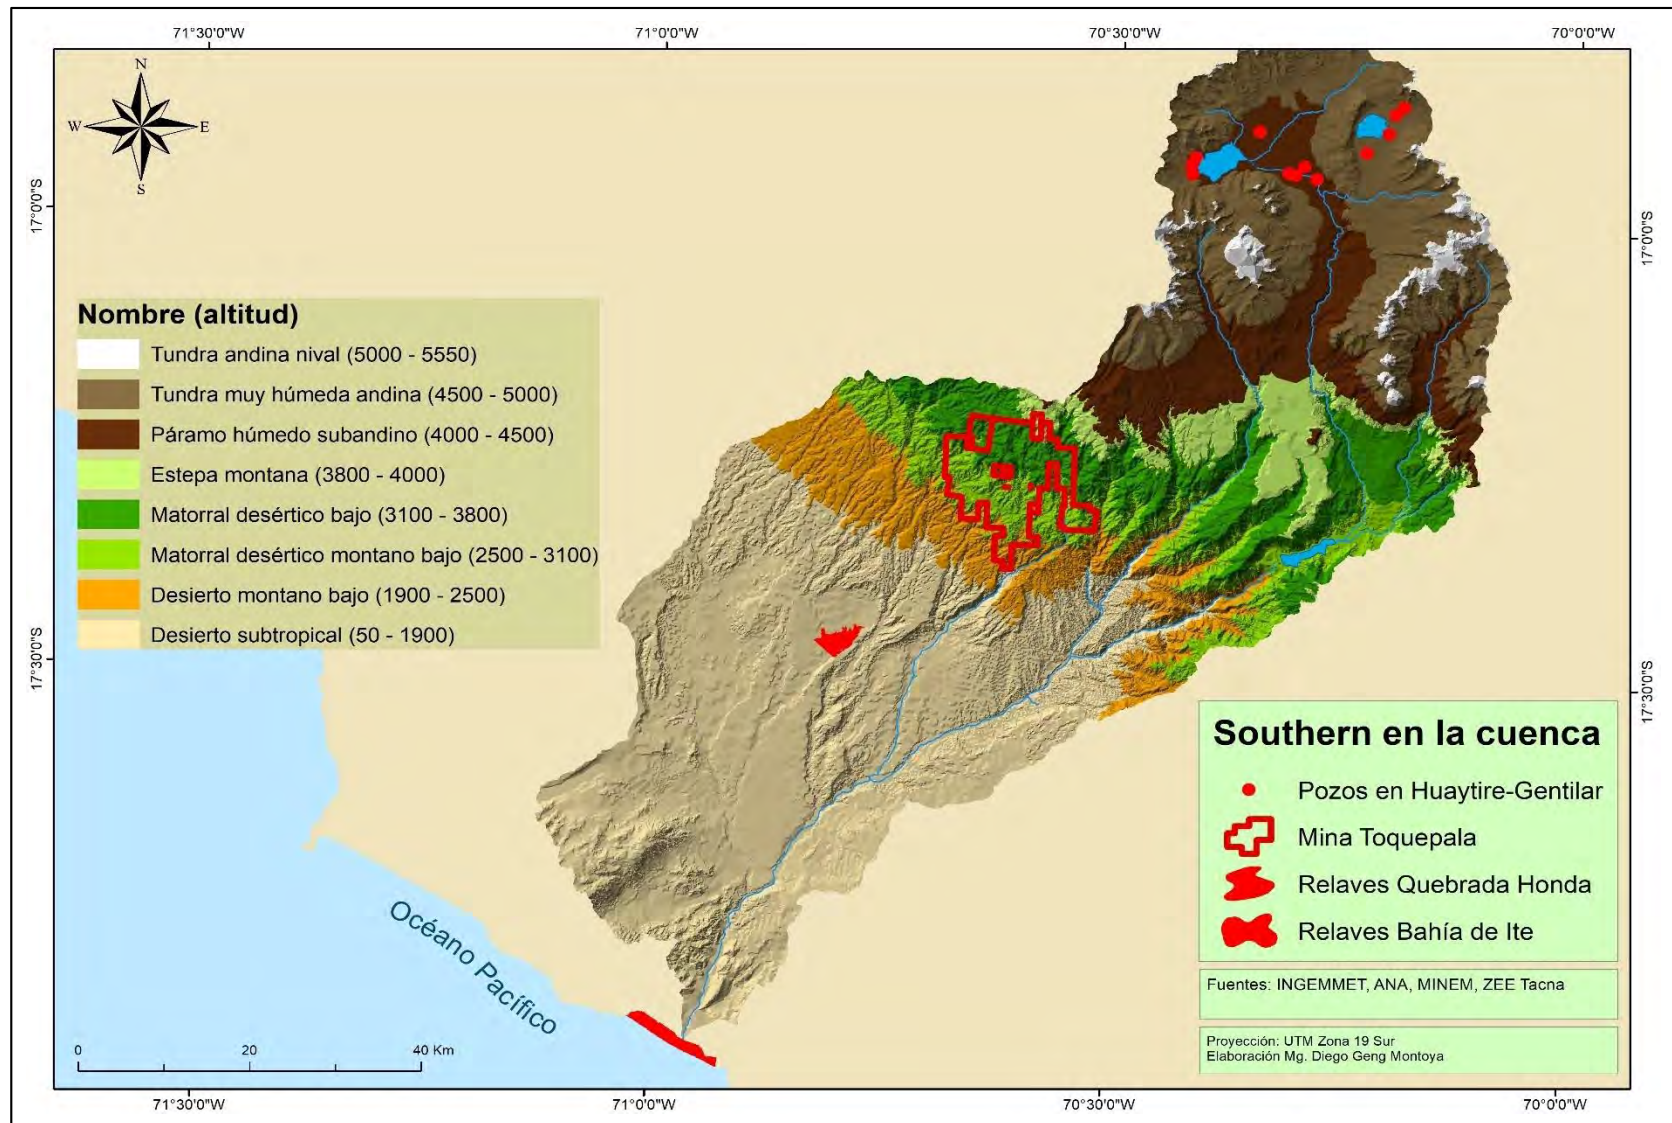 71°30'0"W
71°0'0"W
70°30'0"W
70°0'0"W
N
W
E
S
17°0'0"S
17°0'0"S
Nombre (altitud)
Tundra andina nival (5000 - 5550)
Tundra muy húmeda andina (4500 - 5000)
Páramo húmedo subandino (4000 - 4500)
Estepa montana (3800 - 4000)
Matorral desértico bajo (3100 - 3800)
Matorral desértico montano bajo (2500 - 3100)
Desierto montano bajo (1900 - 2500)
Desierto subtropical (50 - 1900)
17°30'0"S
17°30'0"S
Southern en la cuenca
Pozos en Huaytire-Gentilar
Mina Toquepala
Relaves Quebrada Honda
Relaves Bahía de Ite
Fuentes: INGEMMET, ANA, MINEM, ZEE Tacna
Proyección: UTM Zona 19 Sur
Elaboración Mg. Diego Geng Montoya
Océano Pacífico
0 20 40 Km
71°30'0"W
71°0'0"W
70°30'0"W
70°0'0"W